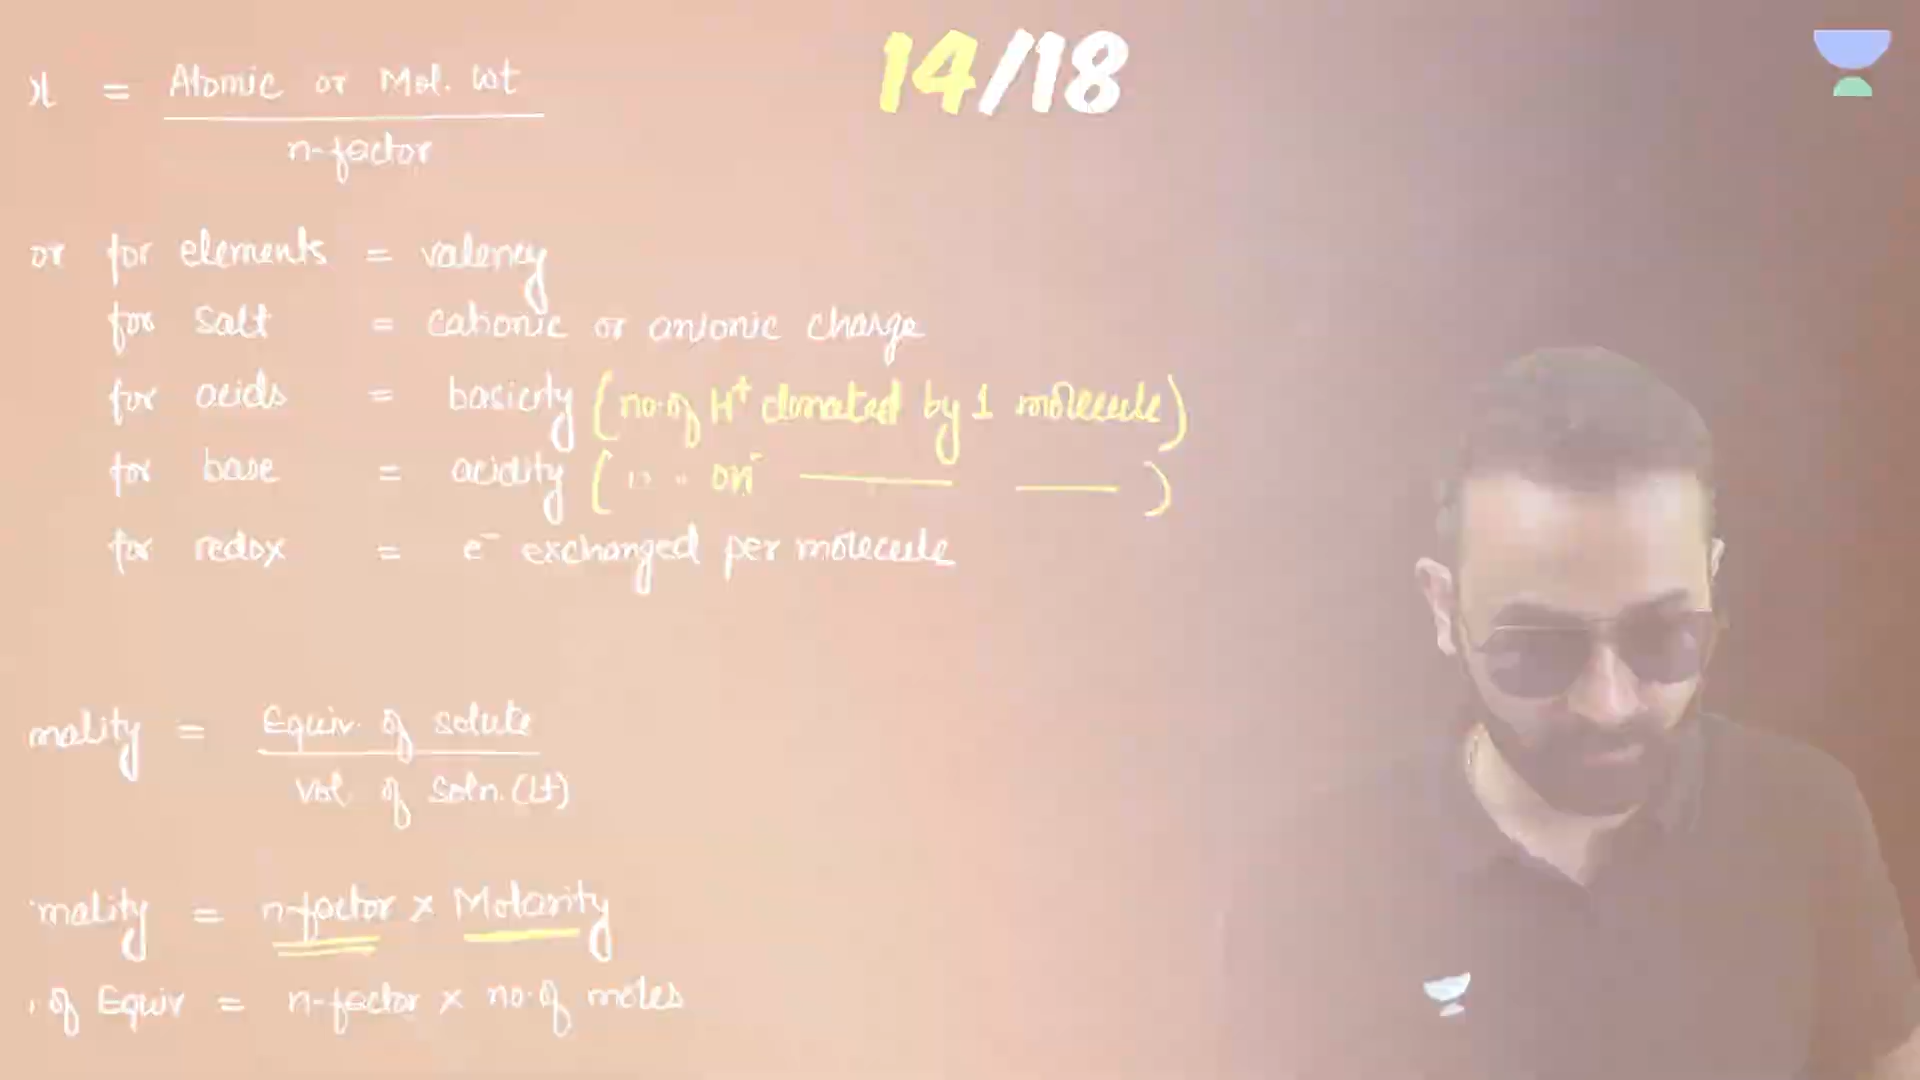 14/18
x = Atomic or Mol. wt
n-factor
or for elements = valency
for salt = cationic or anionic charge
for acids = basicity (no. of H⁺ donated by 1 molecule)
for base = acidity ( " " OH⁻ — — )
for redox = e⁻ exchanged per molecule
mality = Equiv. of solute
Vol. of soln. (Lt)
mality = n-factor x Molarity
. of Equiv = n-factor x no. of moles